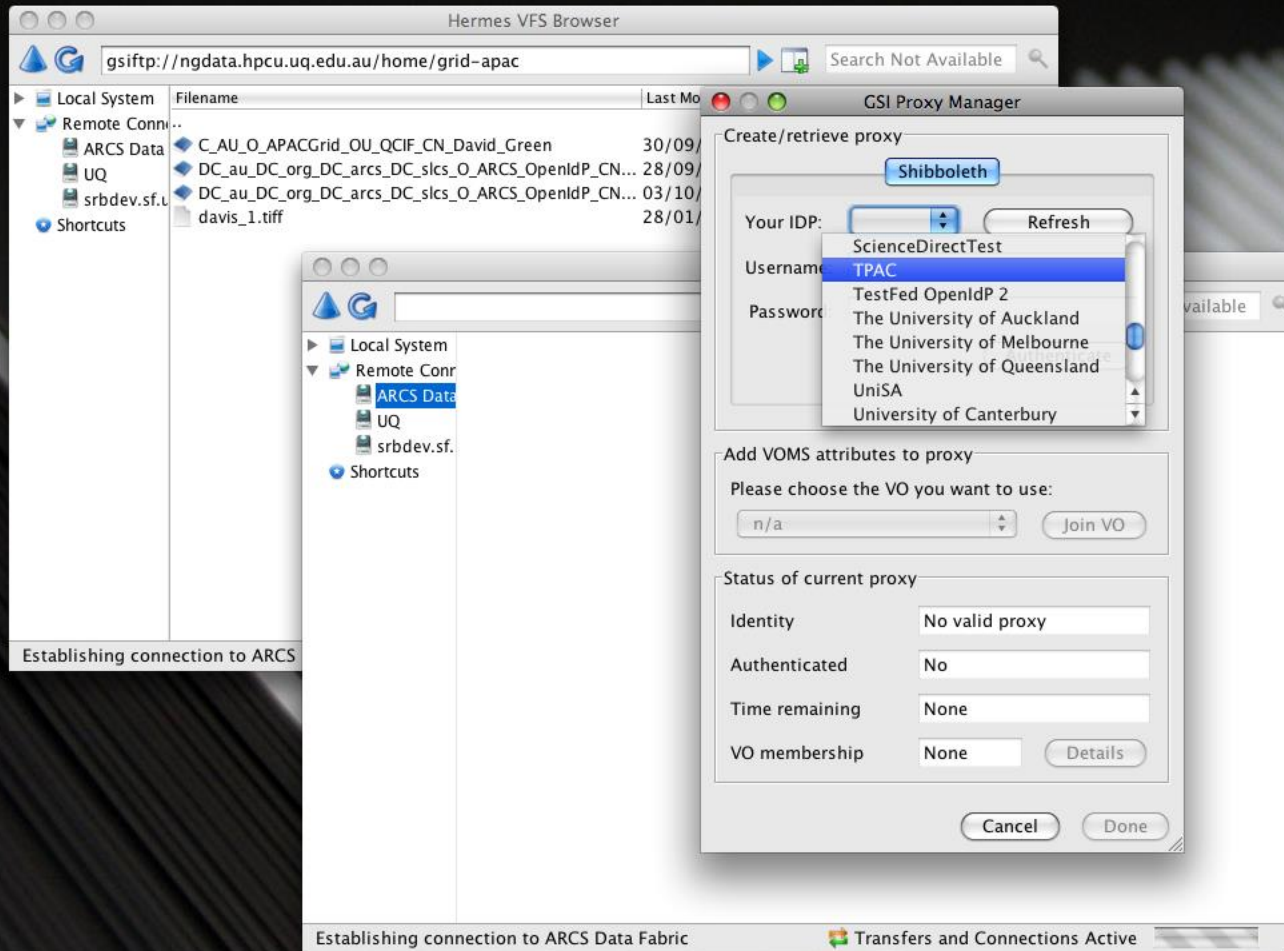 Hermes VFS Browser
gsiftp://ngdata.hpcu.uq.edu.au/home/grid-apac
Search Not Available
Local System
Remote Conn
ARCS Data
UQ
srbdev.sf.u
Shortcuts
Filename
Last Mo
..
C_AU_O_APACGrid_OU_QCIF_CN_David_Green
30/09/
DC_au_DC_org_DC_arcs_DC_slcs_O_ARCS_OpenIdP_CN...
28/09/
DC_au_DC_org_DC_arcs_DC_slcs_O_ARCS_OpenIdP_CN...
03/10/
davis_1.tiff
28/01/
Establishing connection to ARCS
vailable
Local System
Remote Conr
ARCS Data
UQ
srbdev.sf.
Shortcuts
Establishing connection to ARCS Data Fabric
Transfers and Connections Active
GSI Proxy Manager
Create/retrieve proxy
Shibboleth
Your IDP:
Refresh
Username
Password
ScienceDirectTest
TPAC
TestFed OpenIdP 2
The University of Auckland
The University of Melbourne
Authenticate
The University of Queensland
UniSA
University of Canterbury
Add VOMS attributes to proxy
Please choose the VO you want to use:
n/a
Join VO
Status of current proxy
Identity
No valid proxy
Authenticated
No
Time remaining
None
VO membership
None
Details
Cancel
Done